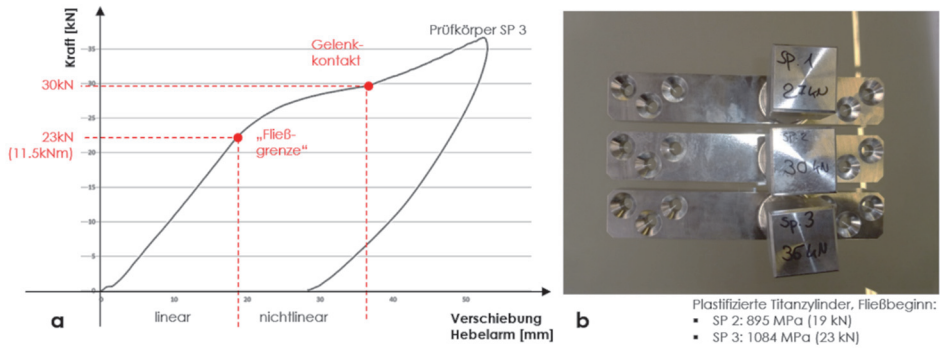 Kraft [kN]
Prüfkörper SP 3
Gelenk-
kontakt
35
30kN
30
23kN
(11.5kNm)
„Fließ-
grenze“
25
20
15
10
5
0
10
20
30
40
50
linear
nichtlinear
Verschiebung
Hebelarm [mm]
a
SP. 1
27 kN
SP. 2
30 kN
SP. 3
36 kN
b
Plastifizierte Titanzylinder, Fließbeginn:
▪ SP 2: 895 MPa (19 kN)
▪ SP 3: 1084 MPa (23 kN)